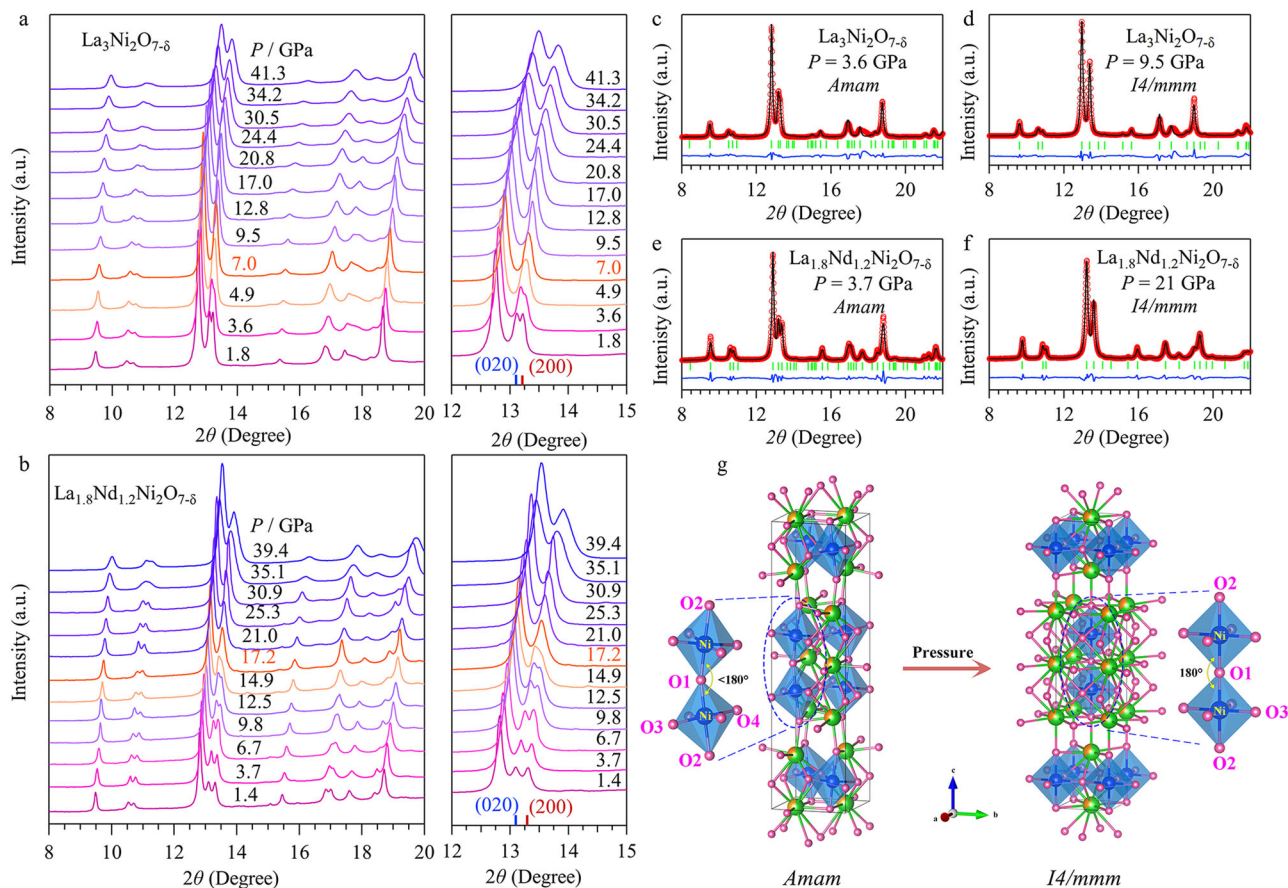 a
La3Ni2O7-δ
P / GPa
41.3
34.2
30.5
24.4
20.8
17.0
12.8
9.5
7.0
4.9
3.6
1.8
Intensity (a.u.)
8 10 12 14 16 18 20
2θ (Degree)
41.3
34.2
30.5
24.4
20.8
17.0
12.8
9.5
7.0
4.9
3.6
1.8
(020) (200)
12 13 14 15
2θ (Degree)
b
La1.8Nd1.2Ni2O7-δ
P / GPa
39.4
35.1
30.9
25.3
21.0
17.2
14.9
12.5
9.8
6.7
3.7
1.4
Intensity (a.u.)
8 10 12 14 16 18 20
2θ (Degree)
39.4
35.1
30.9
25.3
21.0
17.2
14.9
12.5
9.8
6.7
3.7
1.4
(020) (200)
12 13 14 15
2θ (Degree)
c
La3Ni2O7-δ
P = 3.6 GPa
Amam
Intenisty (a.u.)
8 12 16 20
2θ (Degree)
d
La3Ni2O7-δ
P = 9.5 GPa
I4/mmm
Intenisty (a.u.)
8 12 16 20
2θ (Degree)
e
La1.8Nd1.2Ni2O7-δ
P = 3.7 GPa
Amam
Intenisty (a.u.)
8 12 16 20
2θ (Degree)
f
La1.8Nd1.2Ni2O7-δ
P = 21 GPa
I4/mmm
Intenisty (a.u.)
8 12 16 20
2θ (Degree)
g
O2
Ni
O1
<180°
Ni
O3
O4
O2
Pressure
O2
Ni
180°
O1
Ni
O3
O2
c
a
b
Amam
I4/mmm